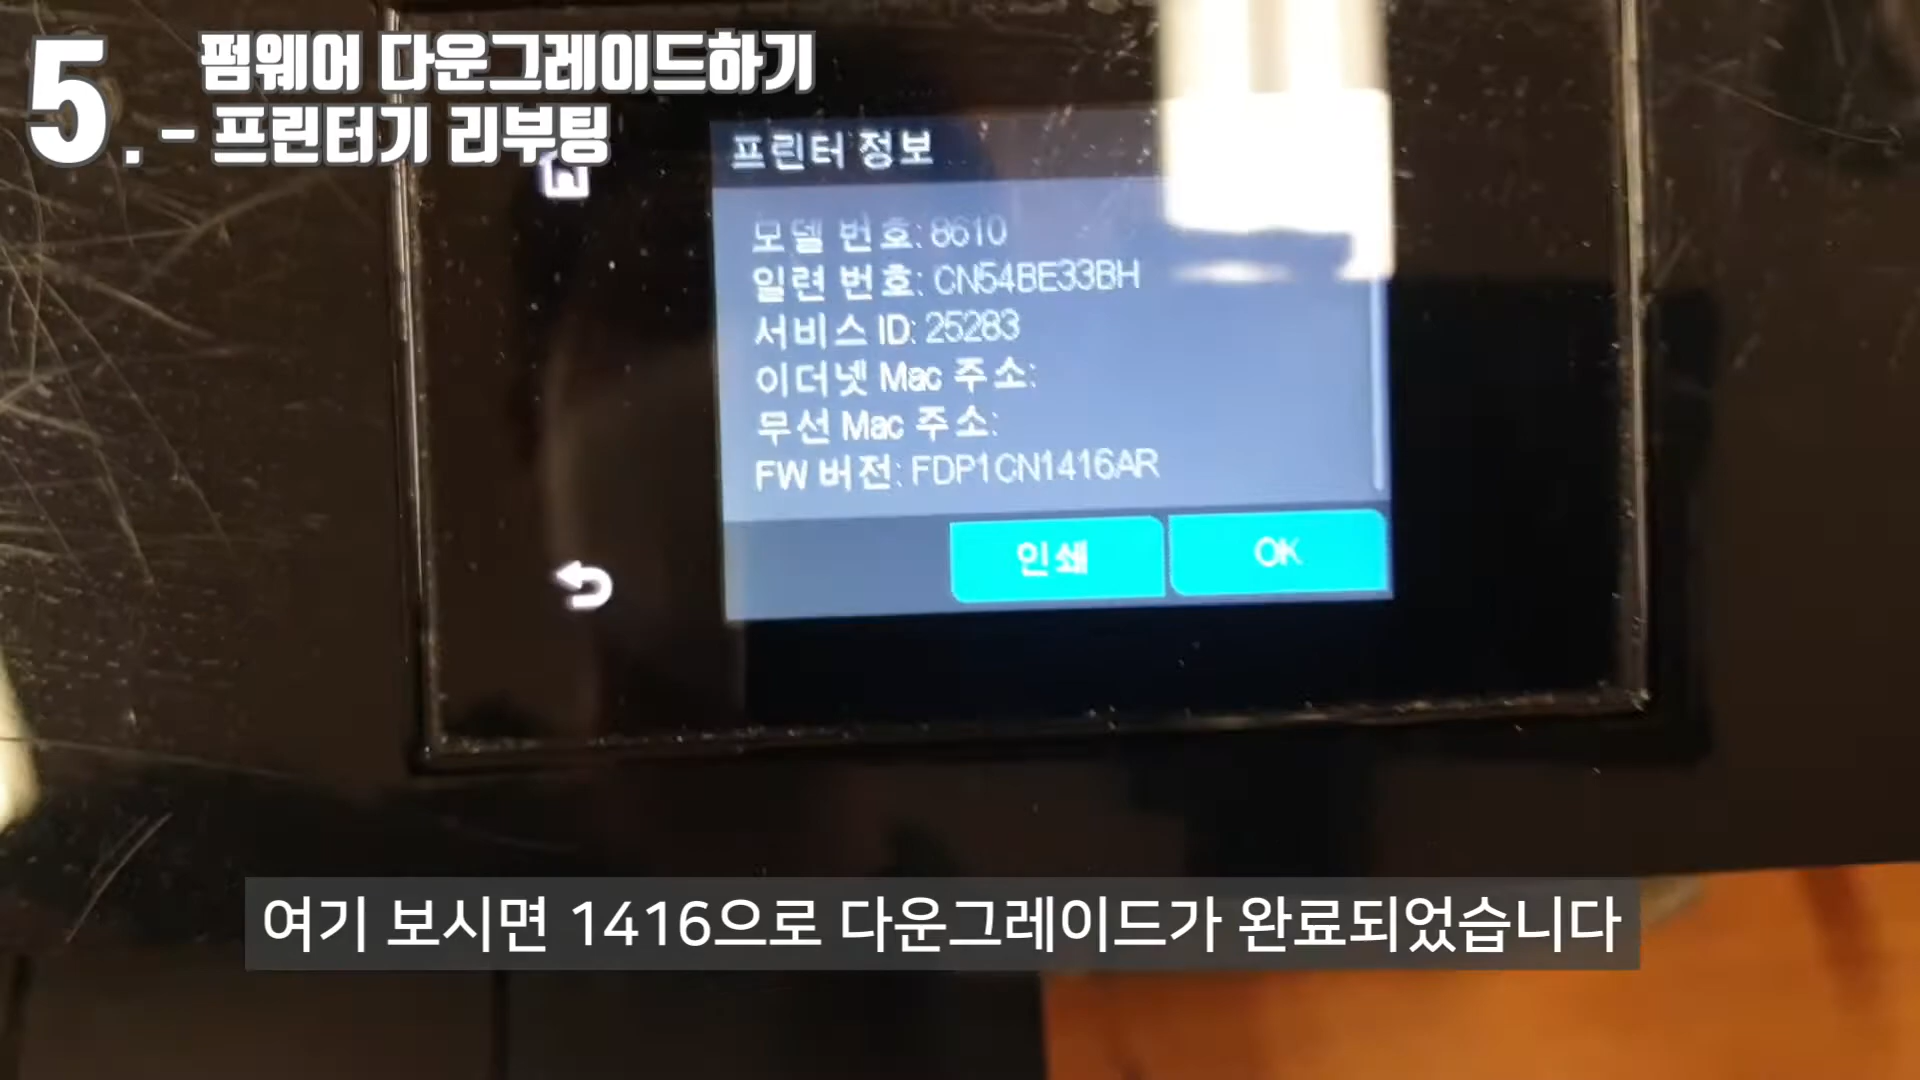 5. 펌웨어 다운그레이드하기
- 프린터기 리부팅
프린터 정보
모델 번호: 8610
일련 번호: CN54BE33BH
서비스 ID: 25283
이더넷 Mac 주소:
무선 Mac 주소:
FW 버전: FDP1CN1416AR
인쇄
OK
여기 보시면 1416으로 다운그레이드가 완료되었습니다